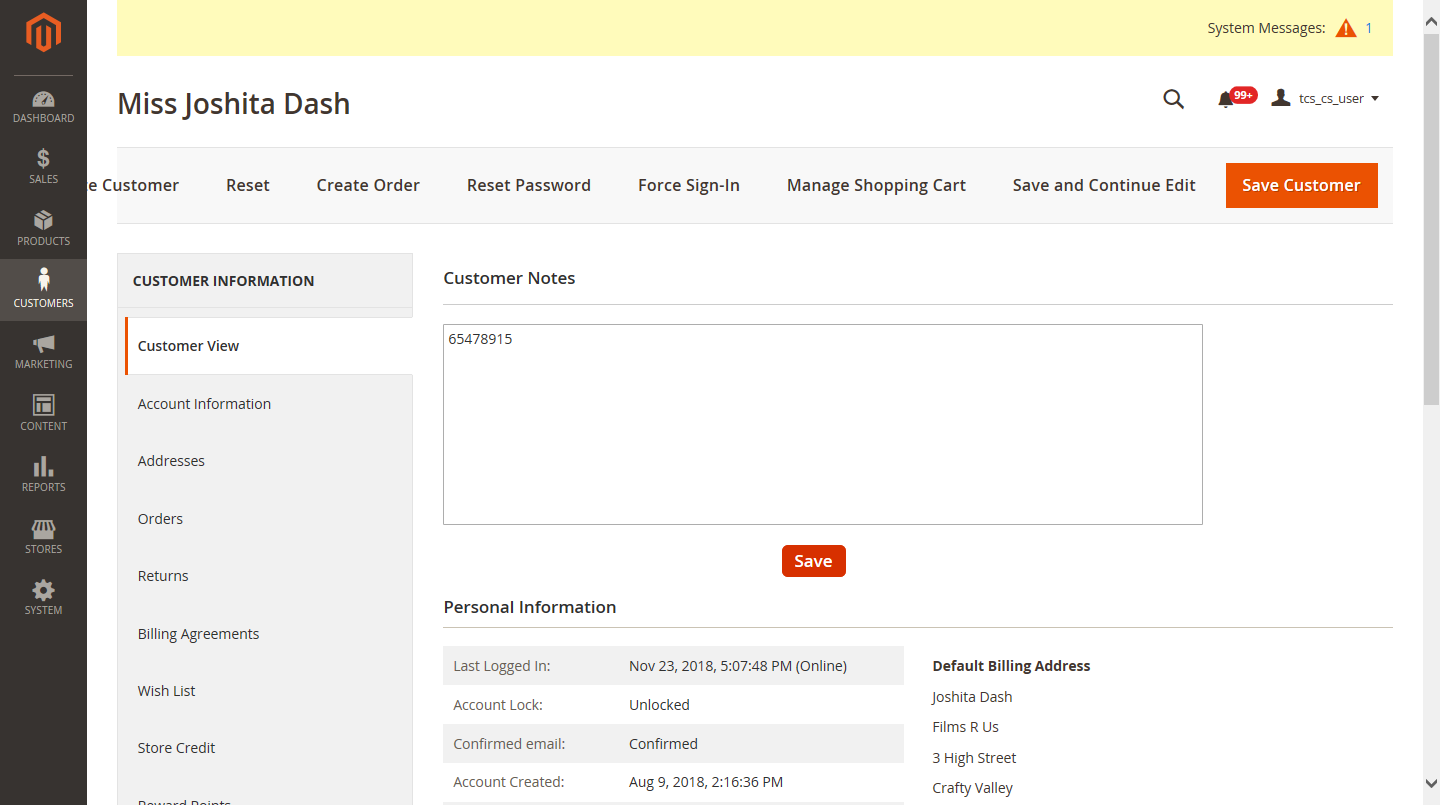 System Messages: 1
Miss Joshita Dash
99+
tcs_cs_user
DASHBOARD
SALES
PRODUCTS
CUSTOMERS
MARKETING
CONTENT
REPORTS
STORES
SYSTEM
Customer Reset Create Order Reset Password Force Sign-In Manage Shopping Cart Save and Continue Edit Save Customer
CUSTOMER INFORMATION
Customer View
Account Information
Addresses
Orders
Returns
Billing Agreements
Wish List
Store Credit
Reward Points
Customer Notes
65478915
Save
Personal Information
Last Logged In: Nov 23, 2018, 5:07:48 PM (Online)
Account Lock: Unlocked
Confirmed email: Confirmed
Account Created: Aug 9, 2018, 2:16:36 PM
Default Billing Address
Joshita Dash
Films R Us
3 High Street
Crafty Valley